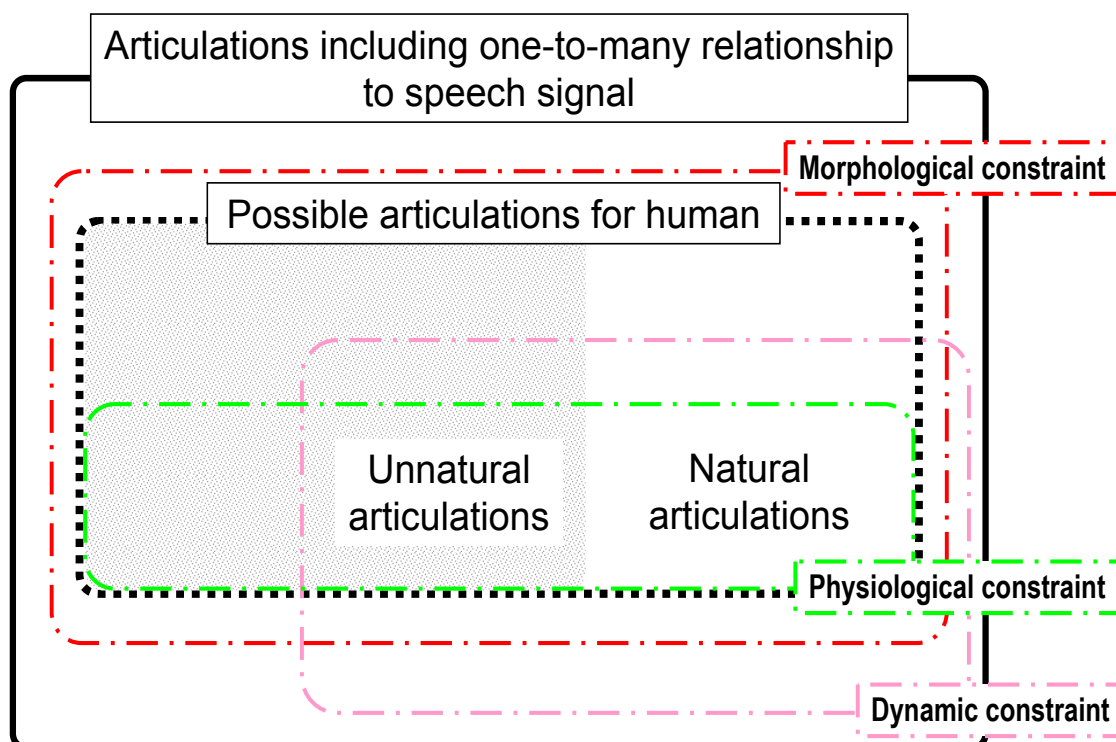 Articulations including one-to-many relationship
to speech signal
Morphological constraint
Possible articulations for human
Unnatural
articulations
Natural
articulations
Physiological constraint
Dynamic constraint